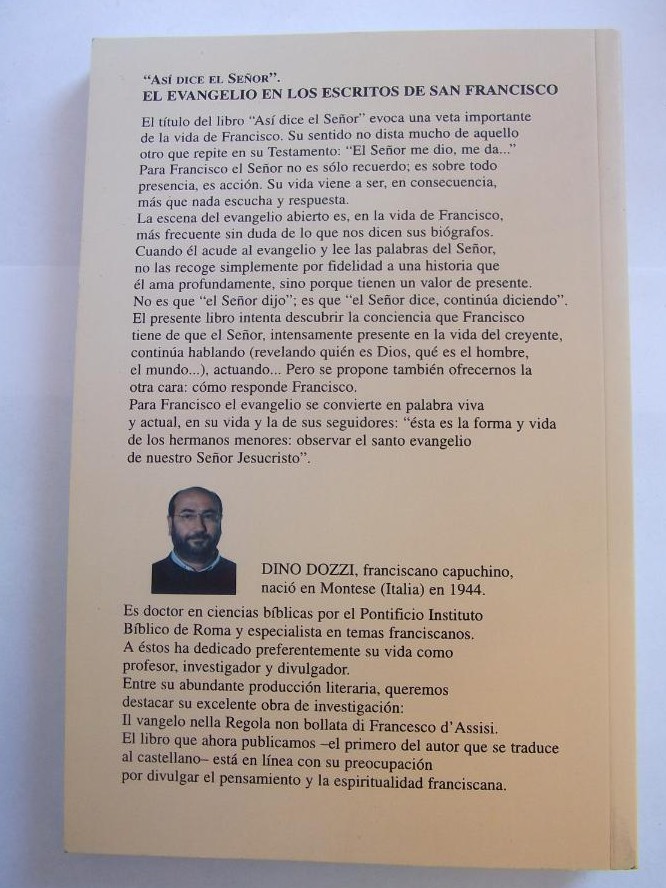 “ASÍ DICE EL SEÑOR”.
EL EVANGELIO EN LOS ESCRITOS DE SAN FRANCISCO
El título del libro “Así dice el Señor” evoca una veta importante
de la vida de Francisco. Su sentido no dista mucho de aquello
otro que repite en su Testamento: “El Señor me dio, me da...”
Para Francisco el Señor no es sólo recuerdo; es sobre todo
presencia, es acción. Su vida viene a ser, en consecuencia,
más que nada escucha y respuesta.
La escena del evangelio abierto es, en la vida de Francisco,
más frecuente sin duda de lo que nos dicen sus biógrafos.
Cuando él acude al evangelio y lee las palabras del Señor,
no las recoge simplemente por fidelidad a una historia que
él ama profundamente, sino porque tienen un valor de presente.
No es que “el Señor dijo”; es que “el Señor dice, continúa diciendo”.
El presente libro intenta descubrir la conciencia que Francisco
tiene de que el Señor, intensamente presente en la vida del creyente,
continúa hablando (revelando quién es Dios, qué es el hombre,
el mundo...), actuando... Pero se propone también ofrecernos la
otra cara: cómo responde Francisco.
Para Francisco el evangelio se convierte en palabra viva
y actual, en su vida y la de sus seguidores: “ésta es la forma y vida
de los hermanos menores: observar el santo evangelio
de nuestro Señor Jesucristo”.
DINO DOZZI, franciscano capuchino,
nació en Montese (Italia) en 1944.
Es doctor en ciencias bíblicas por el Pontificio Instituto
Bíblico de Roma y especialista en temas franciscanos.
A éstos ha dedicado preferentemente su vida como
profesor, investigador y divulgador.
Entre su abundante producción literaria, queremos
destacar su excelente obra de investigación:
Il vangelo nella Regola non bollata di Francesco d’Assisi.
El libro que ahora publicamos –el primero del autor que se traduce
al castellano– está en línea con su preocupación
por divulgar el pensamiento y la espiritualidad franciscana.